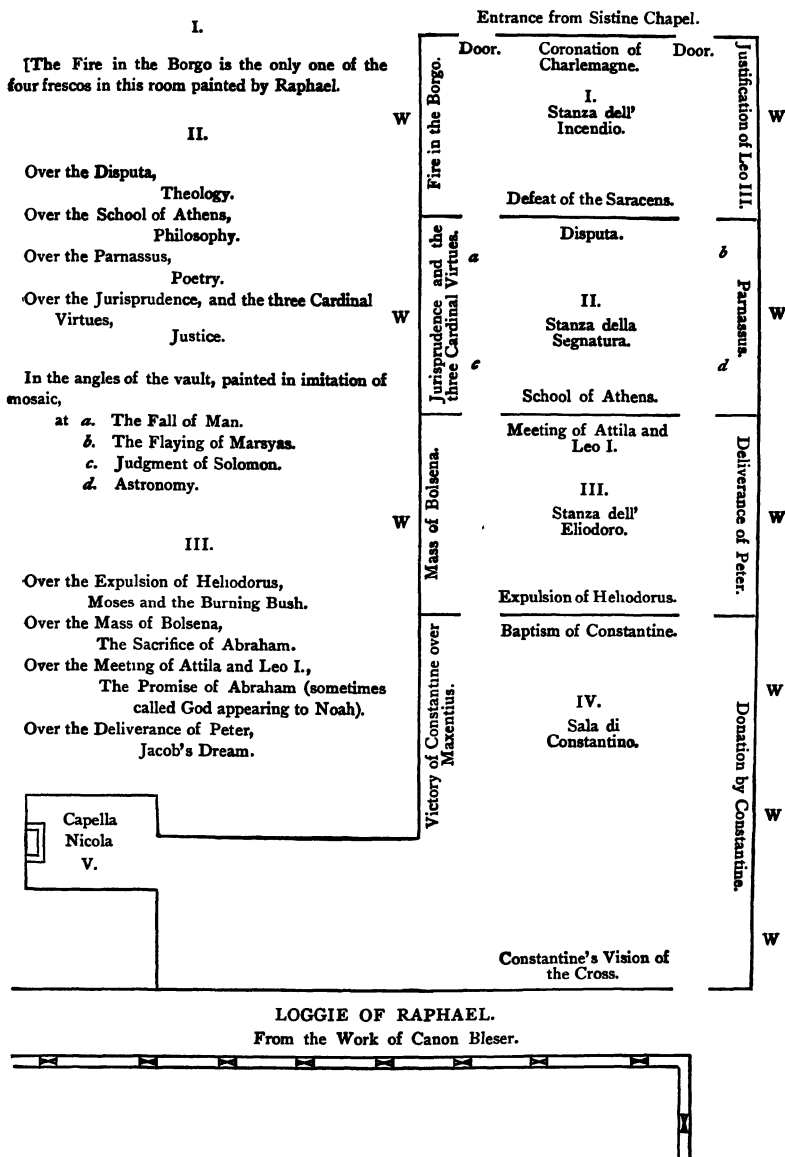 I.
[The Fire in the Borgo is the only one of the
four frescos in this room painted by Raphael.
II.
Over the Disputa,
Theology.
Over the School of Athens,
Philosophy.
Over the Parnassus,
Poetry.
Over the Jurisprudence, and the three Cardinal
Virtues,
Justice.
In the angles of the vault, painted in imitation of
mosaic,
at a. The Fall of Man.
b. The Flaying of Marsyas.
c. Judgment of Solomon.
d. Astronomy.
III.
Over the Expulsion of Heliodorus,
Moses and the Burning Bush.
Over the Mass of Bolsena,
The Sacrifice of Abraham.
Over the Meeting of Attila and Leo I.,
The Promise of Abraham (sometimes
called God appearing to Noah).
Over the Deliverance of Peter,
Jacob's Dream.
Capella
Nicola
V.
Entrance from Sistine Chapel.
Door.
Coronation of
Charlemagne.
Door.
Fire in the Borgo.
W
I.
Stanza dell'
Incendio.
Justification of Leo III.
W
Defeat of the Saracens.
Disputa.
a
b
Jurisprudence and the
three Cardinal Virtues.
W
II.
Stanza della
Segnatura.
Parnassus.
W
c
d
School of Athens.
Meeting of Attila and
Leo I.
Mass of Bolsena.
W
III.
Stanza dell'
Eliodoro.
Deliverance of Peter.
W
Expulsion of Heliodorus.
Baptism of Constantine.
Victory of Constantine over
Maxentius.
IV.
Sala di
Constantino.
Donation by Constantine.
W
W
W
Constantine's Vision of
the Cross.
LOGGIE OF RAPHAEL.
From the Work of Canon Bleser.